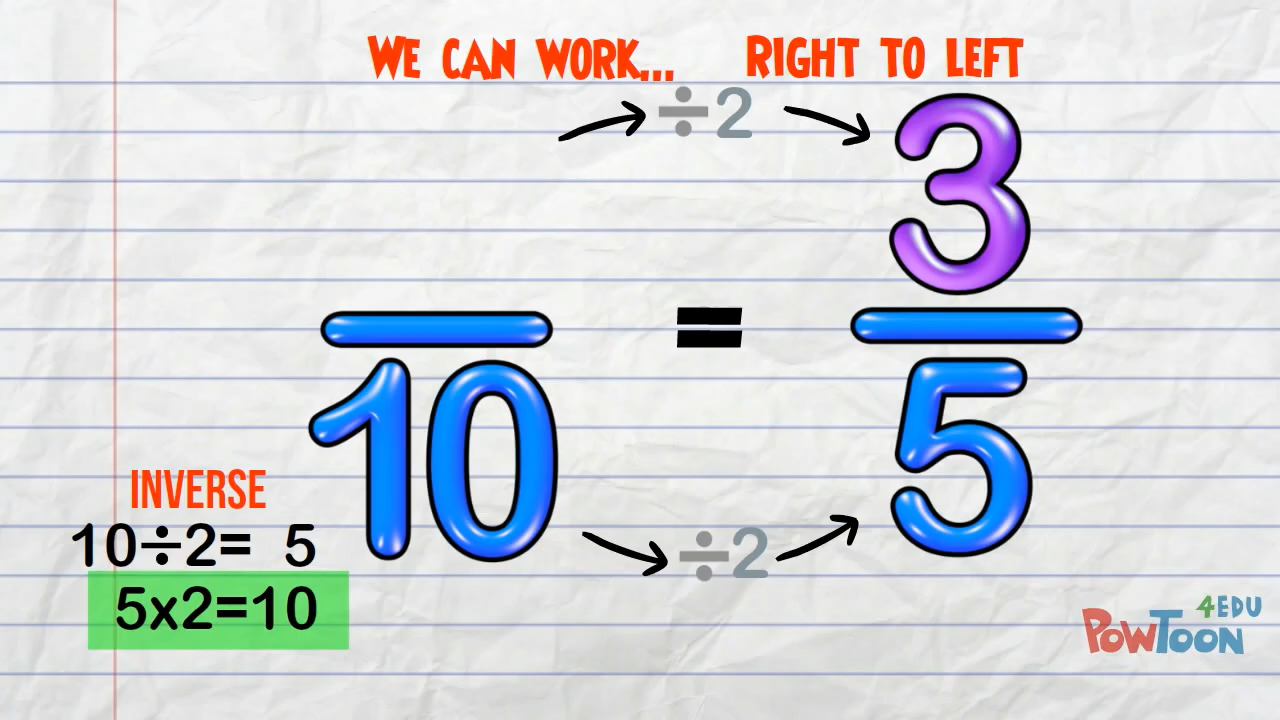 WE CAN WORK... RIGHT TO LEFT
÷2
3
=
10
5
÷2
INVERSE
10÷2= 5
5x2=10
4EDU
POWTOON